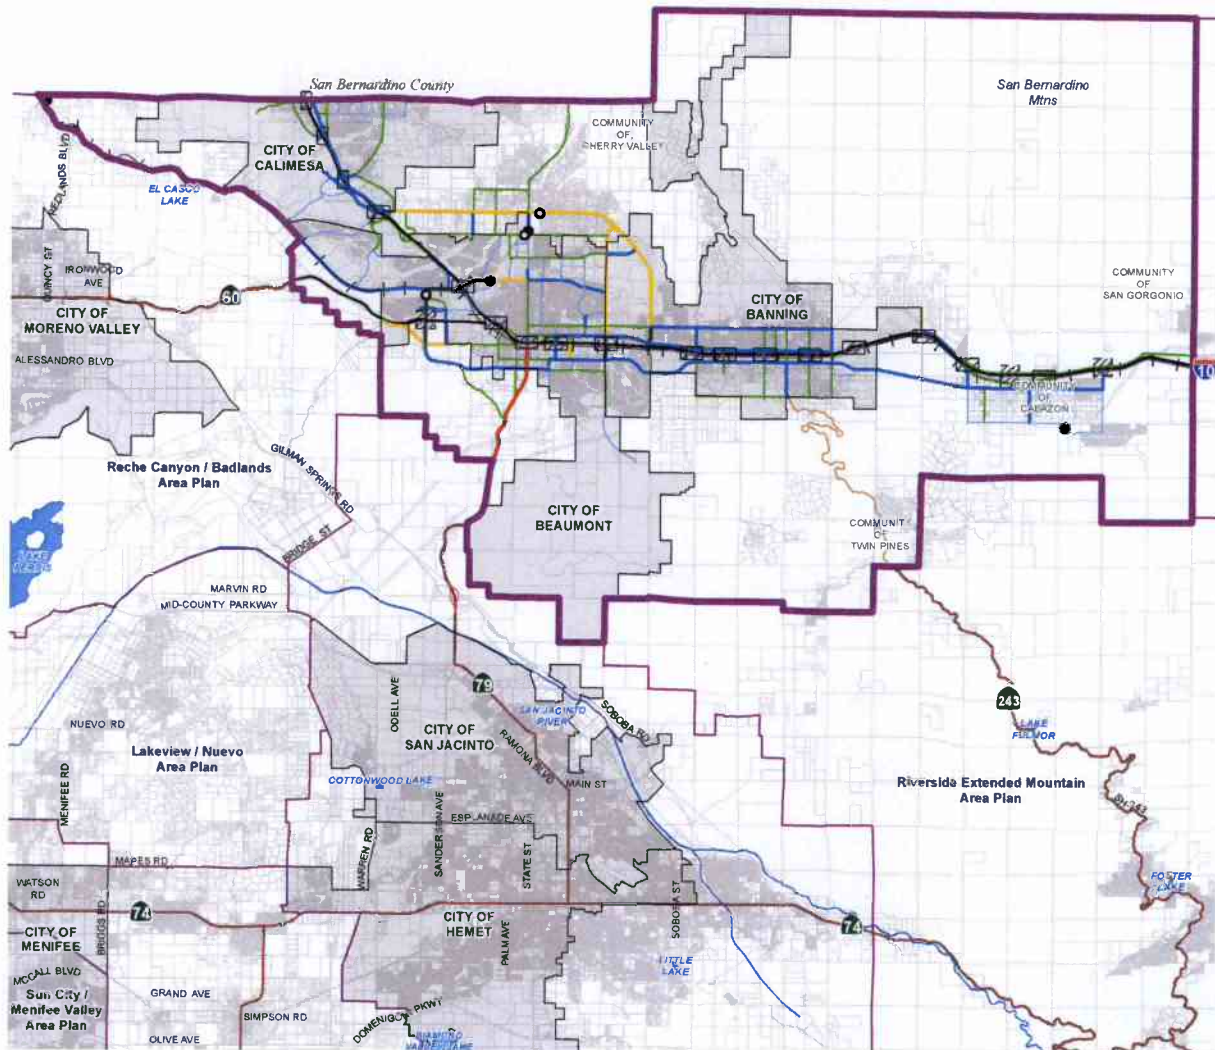 San Bernardino County
San Bernardino
Mtns
COMMUNITY
OF
CHERRY VALLEY
CITY OF
CALIMESA
REDLANDS BLVD
EL CASCO
LAKE
QUINCY ST
IRONWOOD
AVE
60
CITY OF
MORENO VALLEY
ALESSANDRO BLVD
COMMUNITY
OF
SAN GORGONIO
CITY OF
BANNING
10
COMMUNITY
OF
CABAZON
Reche Canyon / Badlands
Area Plan
GILMAN SPRINGS RD
BRIDGE ST
CITY OF
BEAUMONT
COMMUNIT
OF
TWIN PINES
LAKE
PERRIS
MARVIN RD
MID-COUNTY PARKWAY
79
243
ODELL AVE
SAN JACINTO
RIVER
SOBOBA RD
LAKE
FULMOR
NUEVO RD
CITY OF
SAN JACINTO
RAMONA BLVD
Lakeview / Nuevo
Area Plan
MENIFEE RD
COTTONWOOD LAKE
MAIN ST
Riverside Extended Mountain
Area Plan
SH 243
SANDERSON AVE
ESPLANADE AVE
WARREN RD
STATE ST
MAPES RD
WATSON
RD
SOBOBA ST
FOSTER
LAKE
74
BRIGGS RD
CITY OF
HEMET
74
CITY OF
MENIFEE
PALM AVE
LITTLE
LAKE
MCCALL BLVD
Sun City /
Menifee Valley
Area Plan
GRAND AVE
SIMPSON RD
DOMENIGONI PKWY
OLIVE AVE